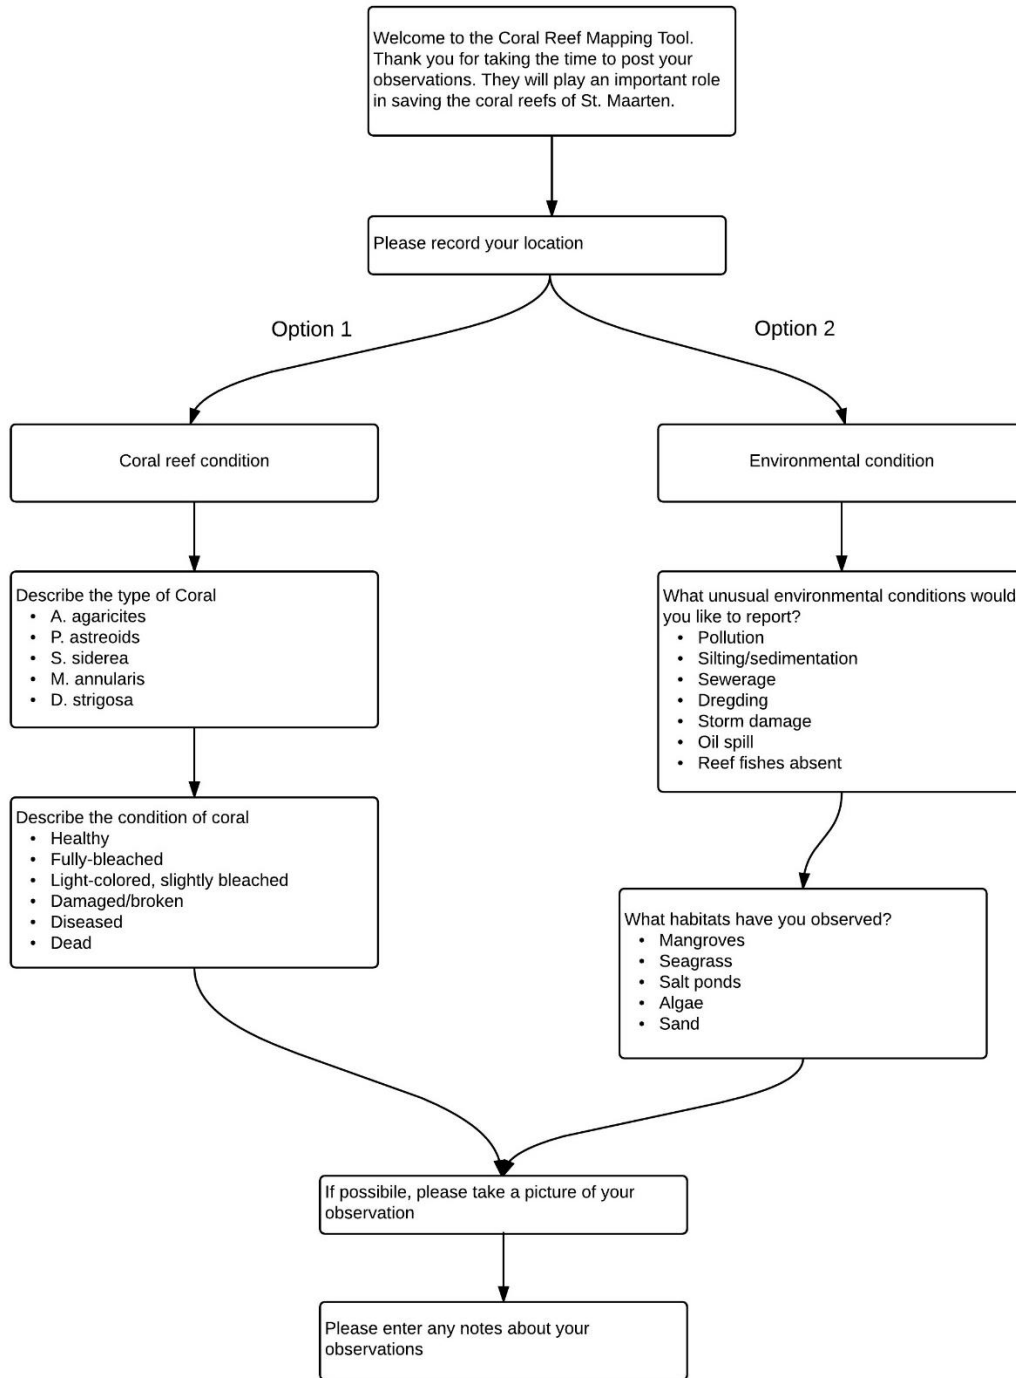 Welcome to the Coral Reef Mapping Tool.
Thank you for taking the time to post your
observations. They will play an important role
in saving the coral reefs of St. Maarten.
Please record your location
Option 1
Option 2
Coral reef condition
Environmental condition
Describe the type of Coral
• A. agaricites
• P. astreoids
• S. siderea
• M. annularis
• D. strigosa
What unusual environmental conditions would
you like to report?
• Pollution
• Silting/sedimentation
• Sewerage
• Dregding
• Storm damage
• Oil spill
• Reef fishes absent
Describe the condition of coral
• Healthy
• Fully-bleached
• Light-colored, slightly bleached
• Damaged/broken
• Diseased
• Dead
What habitats have you observed?
• Mangroves
• Seagrass
• Salt ponds
• Algae
• Sand
If possibile, please take a picture of your
observation
Please enter any notes about your
observations